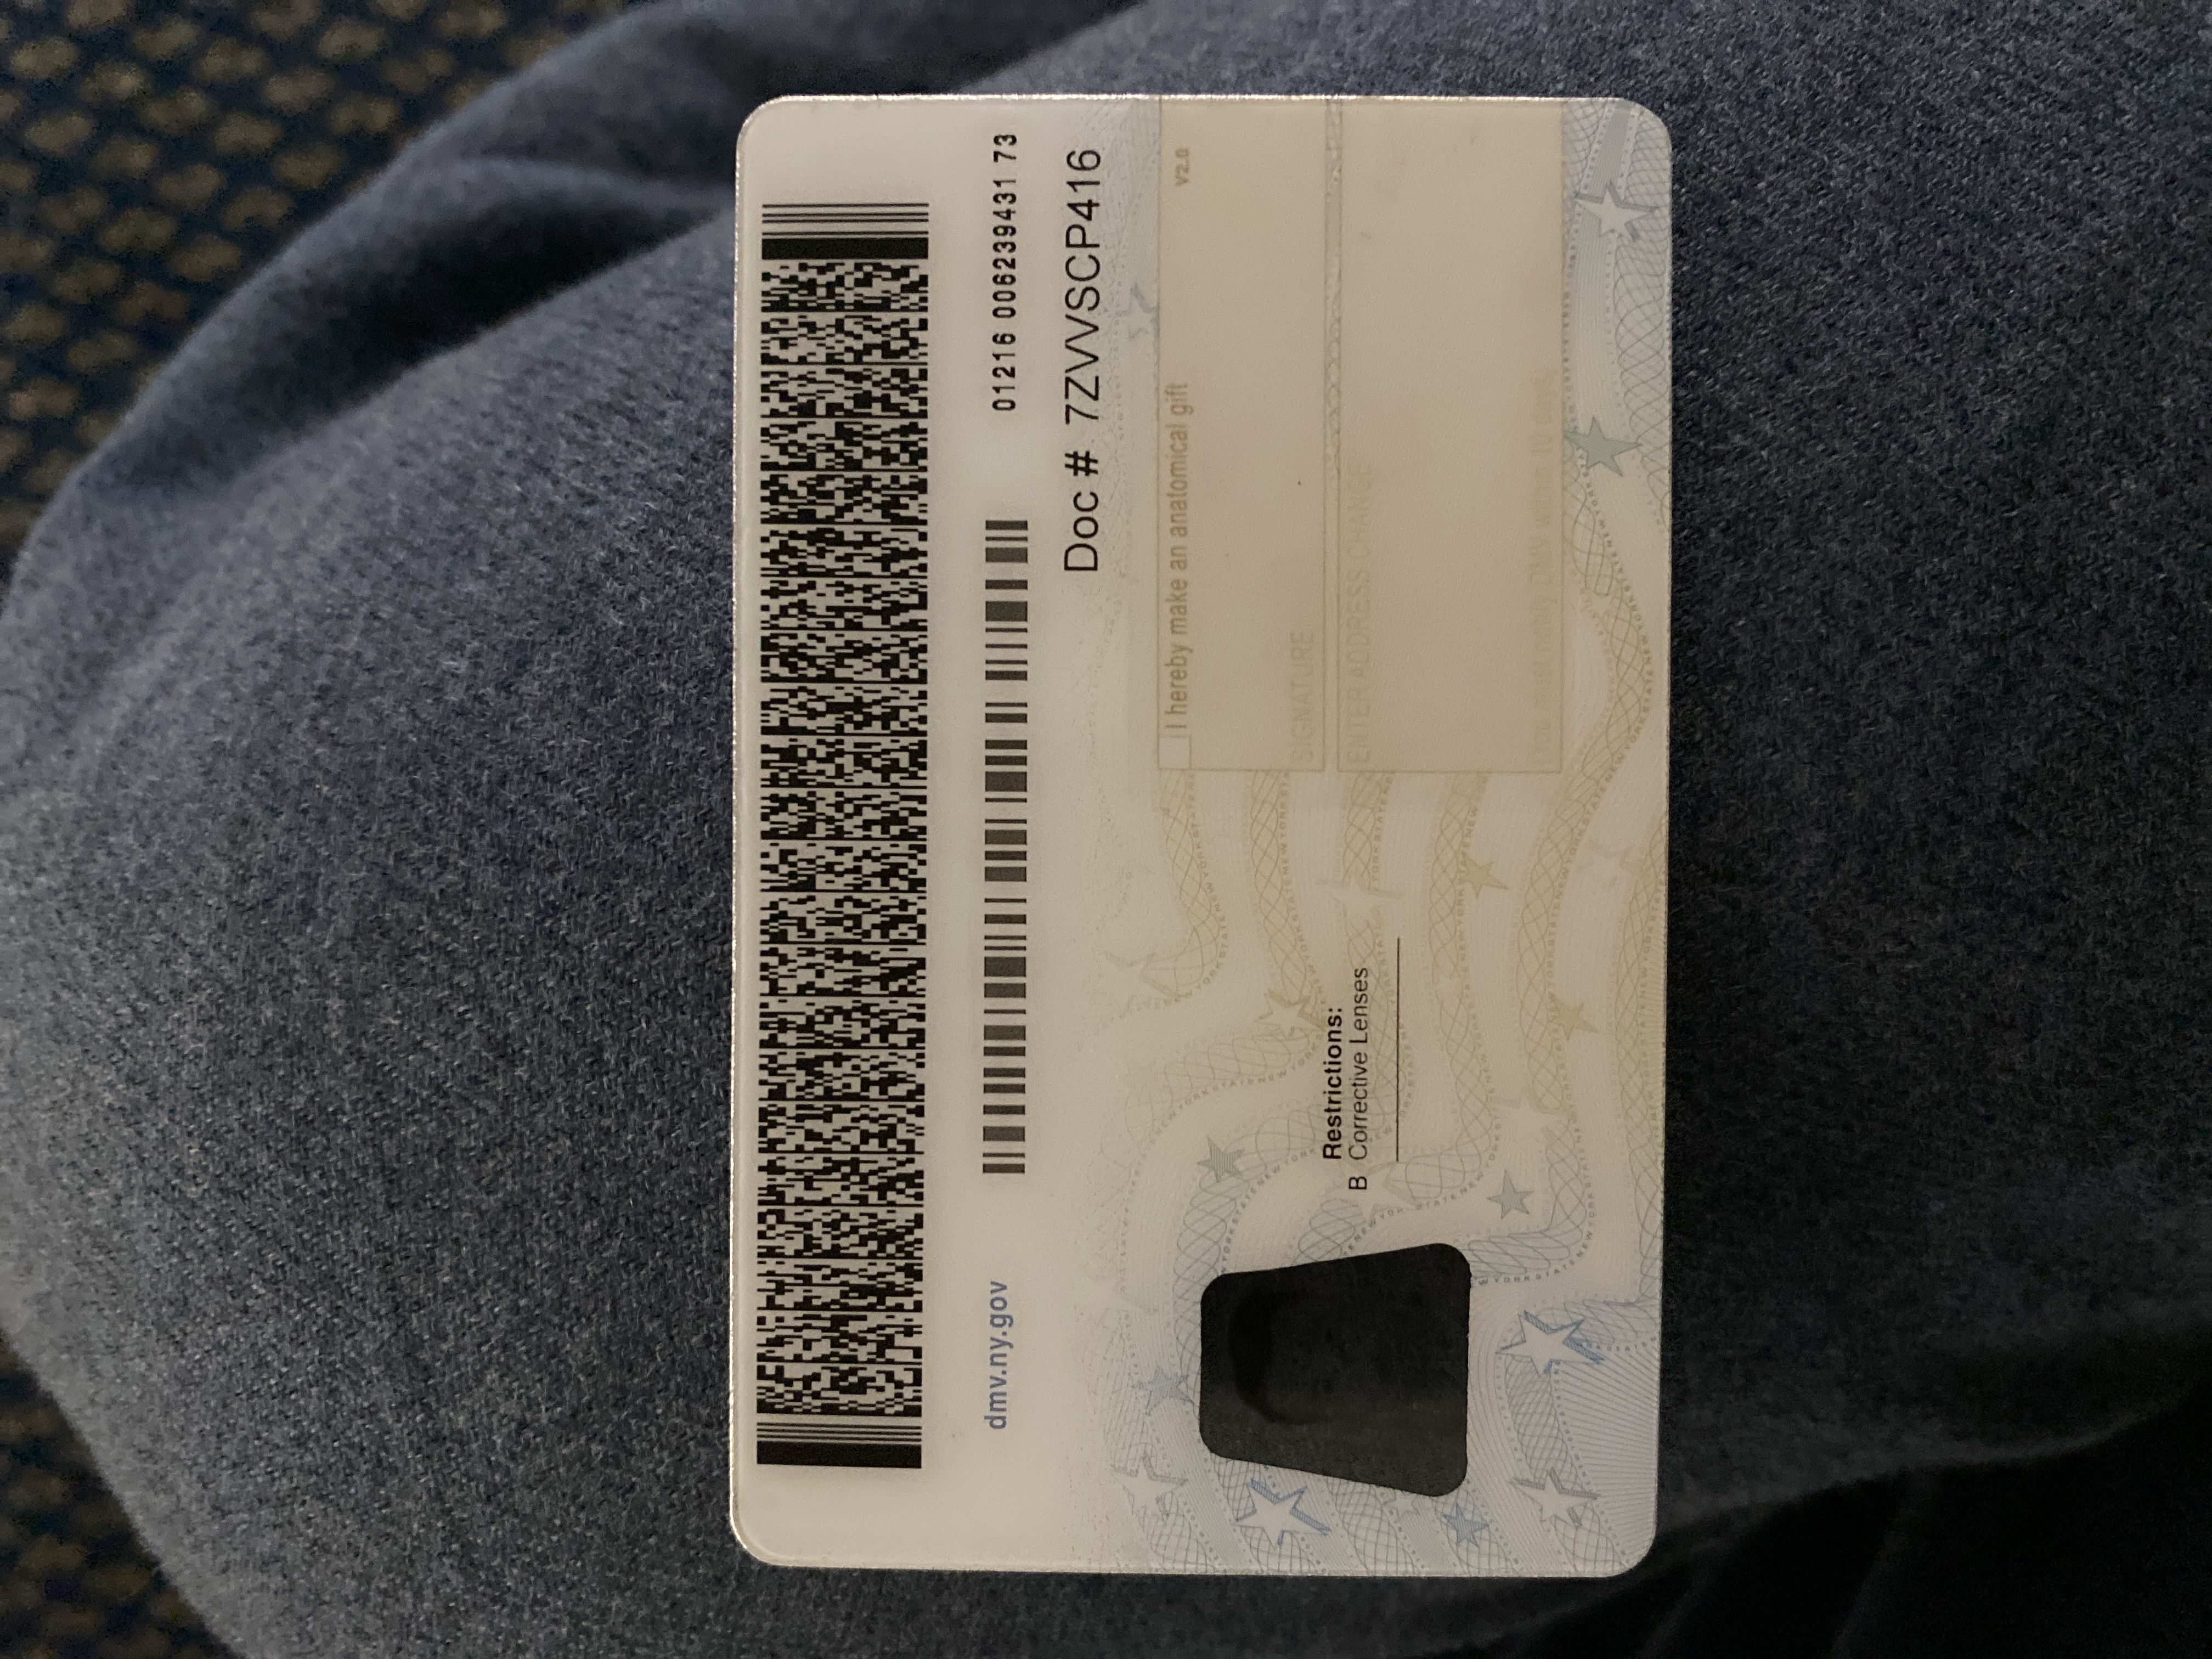 dmv.ny.gov
01216 006239431 73
Doc # 7ZVVSCP416
I hereby make an anatomical gift
V2.0
SIGNATURE
Restrictions:
B Corrective Lenses
ENTER ADDRESS CHANGE
(You must notify DMV within 10 days)